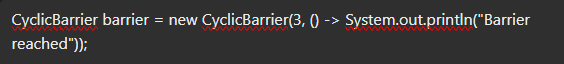 CyclicBarrier barrier = new CyclicBarrier(3, () -> System.out.println("Barrier
reached"));